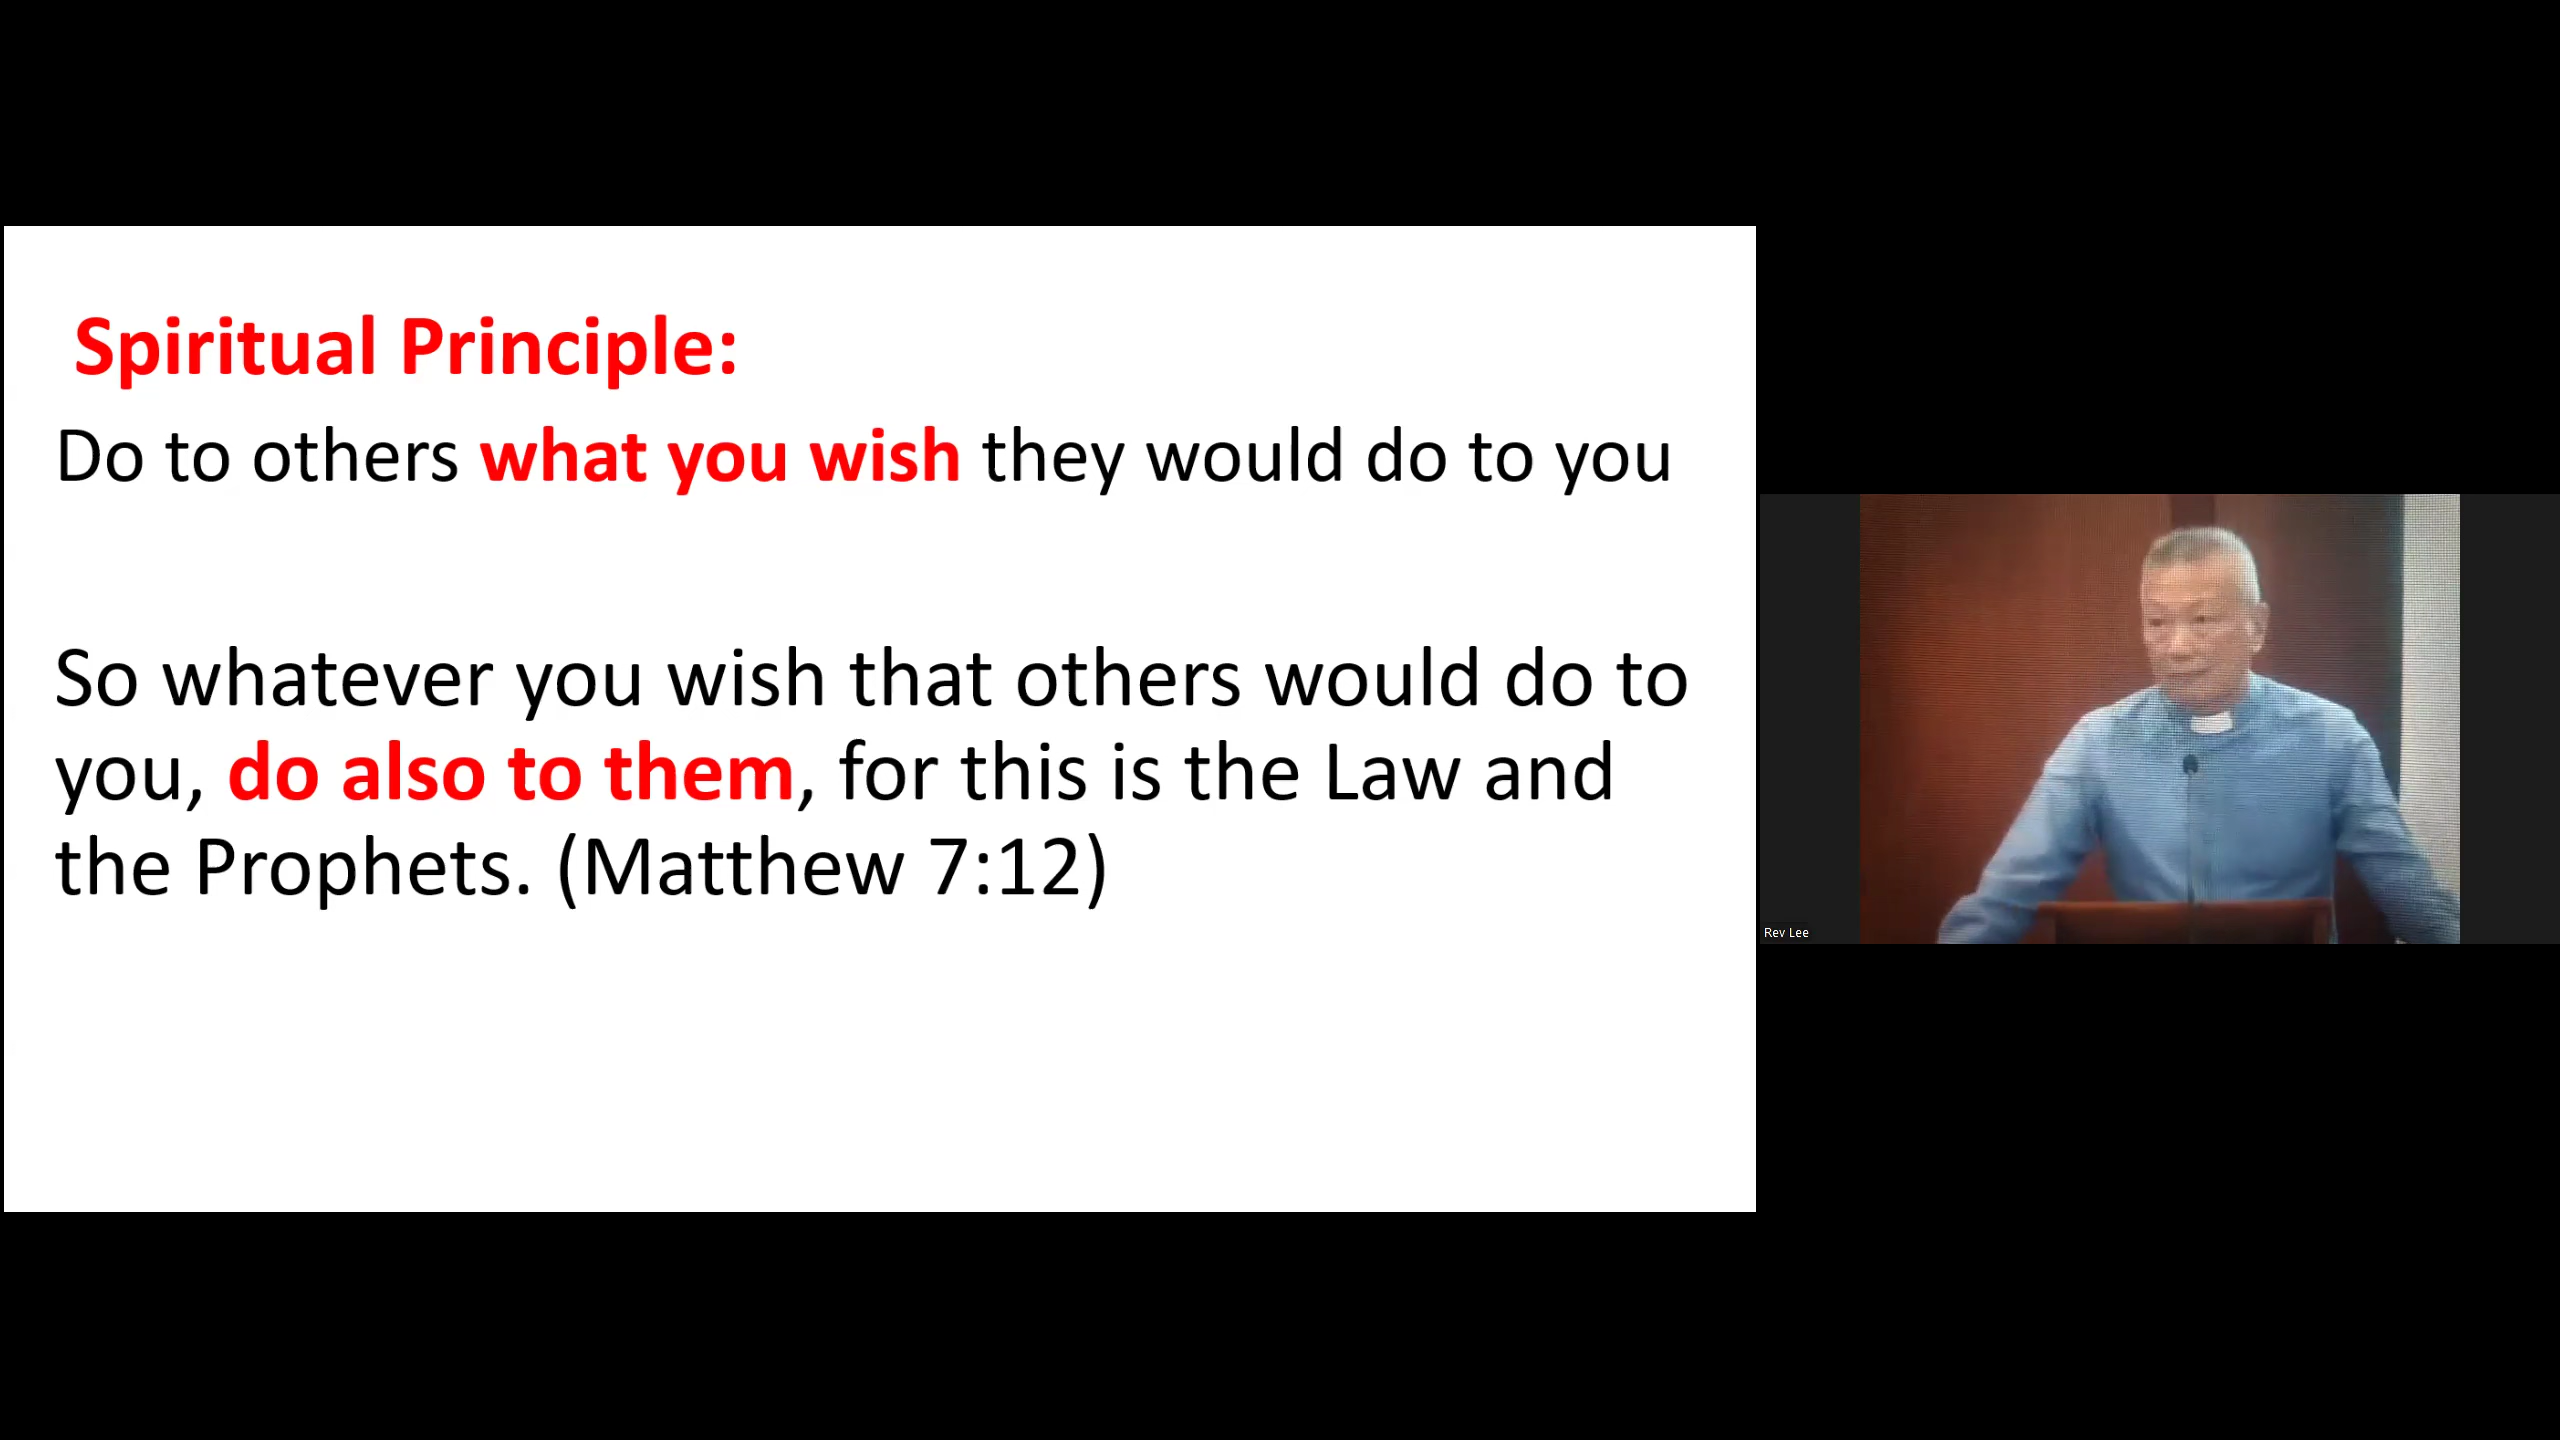 Spiritual Principle:
Do to others what you wish they would do to you
So whatever you wish that others would do to
you, do also to them, for this is the Law and
the Prophets. (Matthew 7:12)
Rev Lee